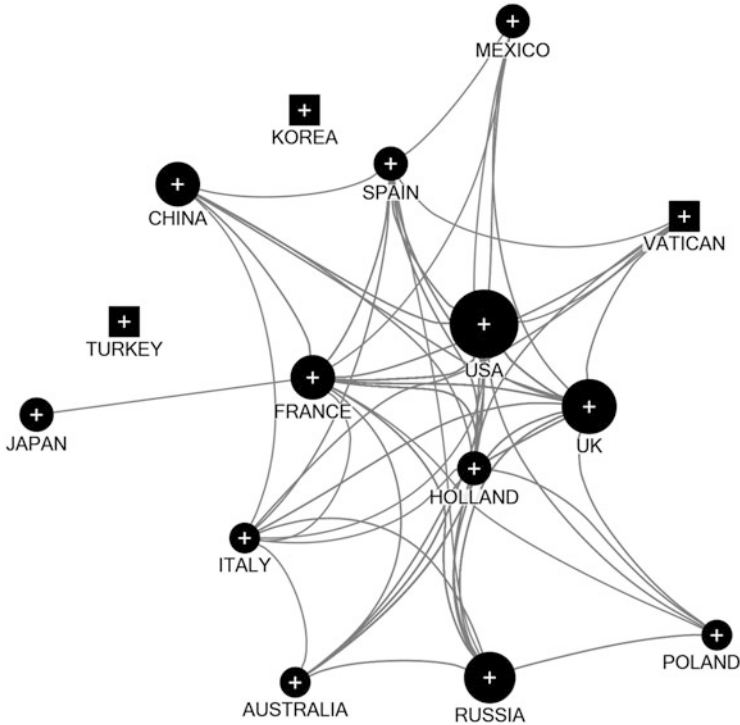 MEXICO
KOREA
SPAIN
CHINA
VATICAN
TURKEY
USA
FRANCE
JAPAN
UK
HOLLAND
ITALY
POLAND
AUSTRALIA
RUSSIA